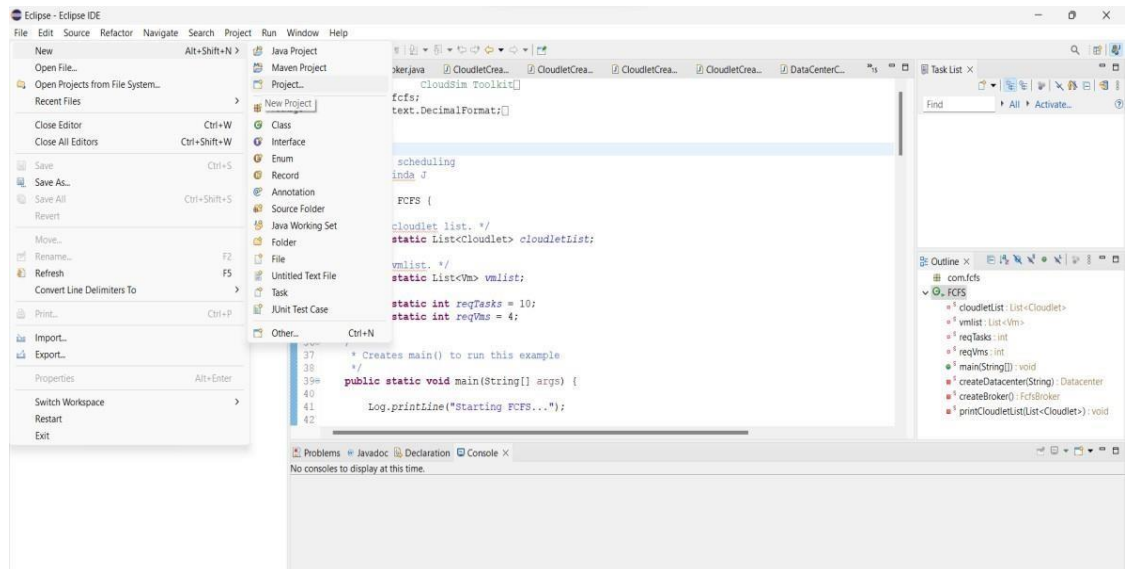 Eclipse - Eclipse IDE
File Edit Source Refactor Navigate Search Project Run Window Help
New Alt+Shift+N >
Open File...
Open Projects from File System...
Recent Files >
Close Editor Ctrl+W
Close All Editors Ctrl+Shift+W
Save Ctrl+S
Save As...
Save All Ctrl+Shift+S
Revert
Move...
Rename... F2
Refresh F5
Convert Line Delimiters To >
Print... Ctrl+P
Import...
Export...
Properties Alt+Enter
Switch Workspace >
Restart
Exit
Java Project
Maven Project
Project...
New Project
Class
Interface
Enum
Record
Annotation
Source Folder
Java Working Set
Folder
File
Untitled Text File
Task
JUnit Test Case
Other... Ctrl+N
oker.java CloudletCrea... CloudletCrea... CloudletCrea... CloudletCrea... DataCenterC... 15
CloudSim Toolkit
fcfs;
text.DecimalFormat;
scheduling
inda J
FCFS {
cloudlet list. */
static List<Cloudlet> cloudletList;
vmlist. */
static List<Vm> vmlist;
static int reqTasks = 10;
static int reqVms = 4;
37 * Creates main() to run this example
38 */
39 public static void main(String[] args) {
40
41 Log.printLine("Starting FCFS...");
42
Problems Javadoc Declaration Console ×
No consoles to display at this time.
Task List ×
Find All Activate...
Outline ×
com.fcfs
FCFS
cloudletList : List<Cloudlet>
vmlist : List<Vm>
reqTasks : int
reqVms : int
main(String[]) : void
createDatacenter(String) : Datacenter
createBroker() : FcfsBroker
printCloudletList(List<Cloudlet>) : void